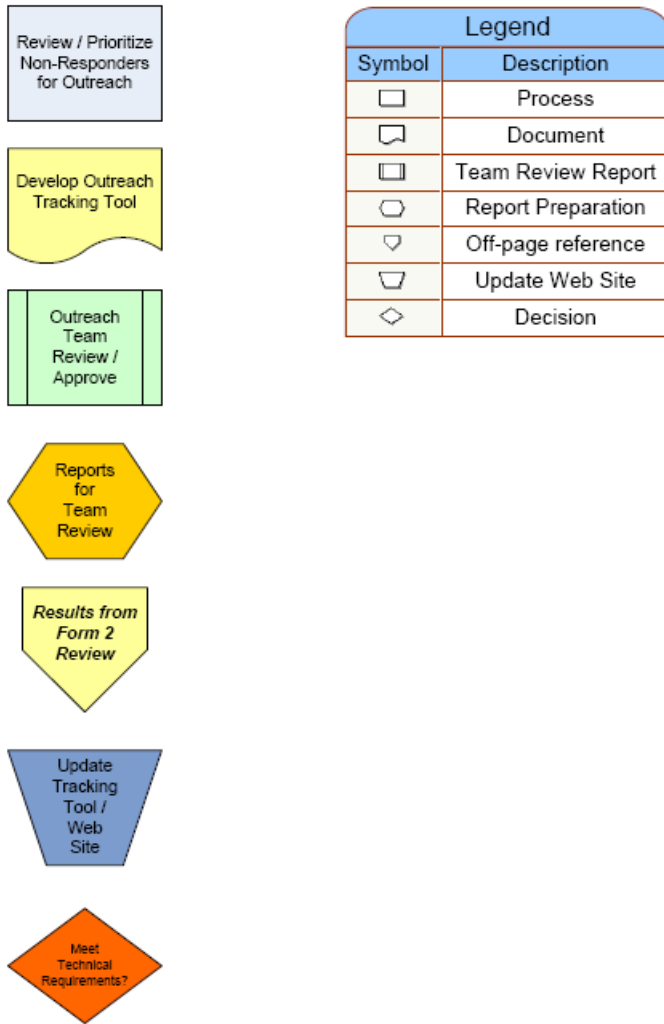 Review / Prioritize
Non-Responders
for Outreach
Develop Outreach
Tracking Tool
Outreach
Team
Review /
Approve
Reports
for
Team
Review
Results from
Form 2
Review
Update
Tracking
Tool /
Web
Site
Meet
Technical
Requirements?
Legend
Symbol Description
Process
Document
Team Review Report
Report Preparation
Off-page reference
Update Web Site
Decision